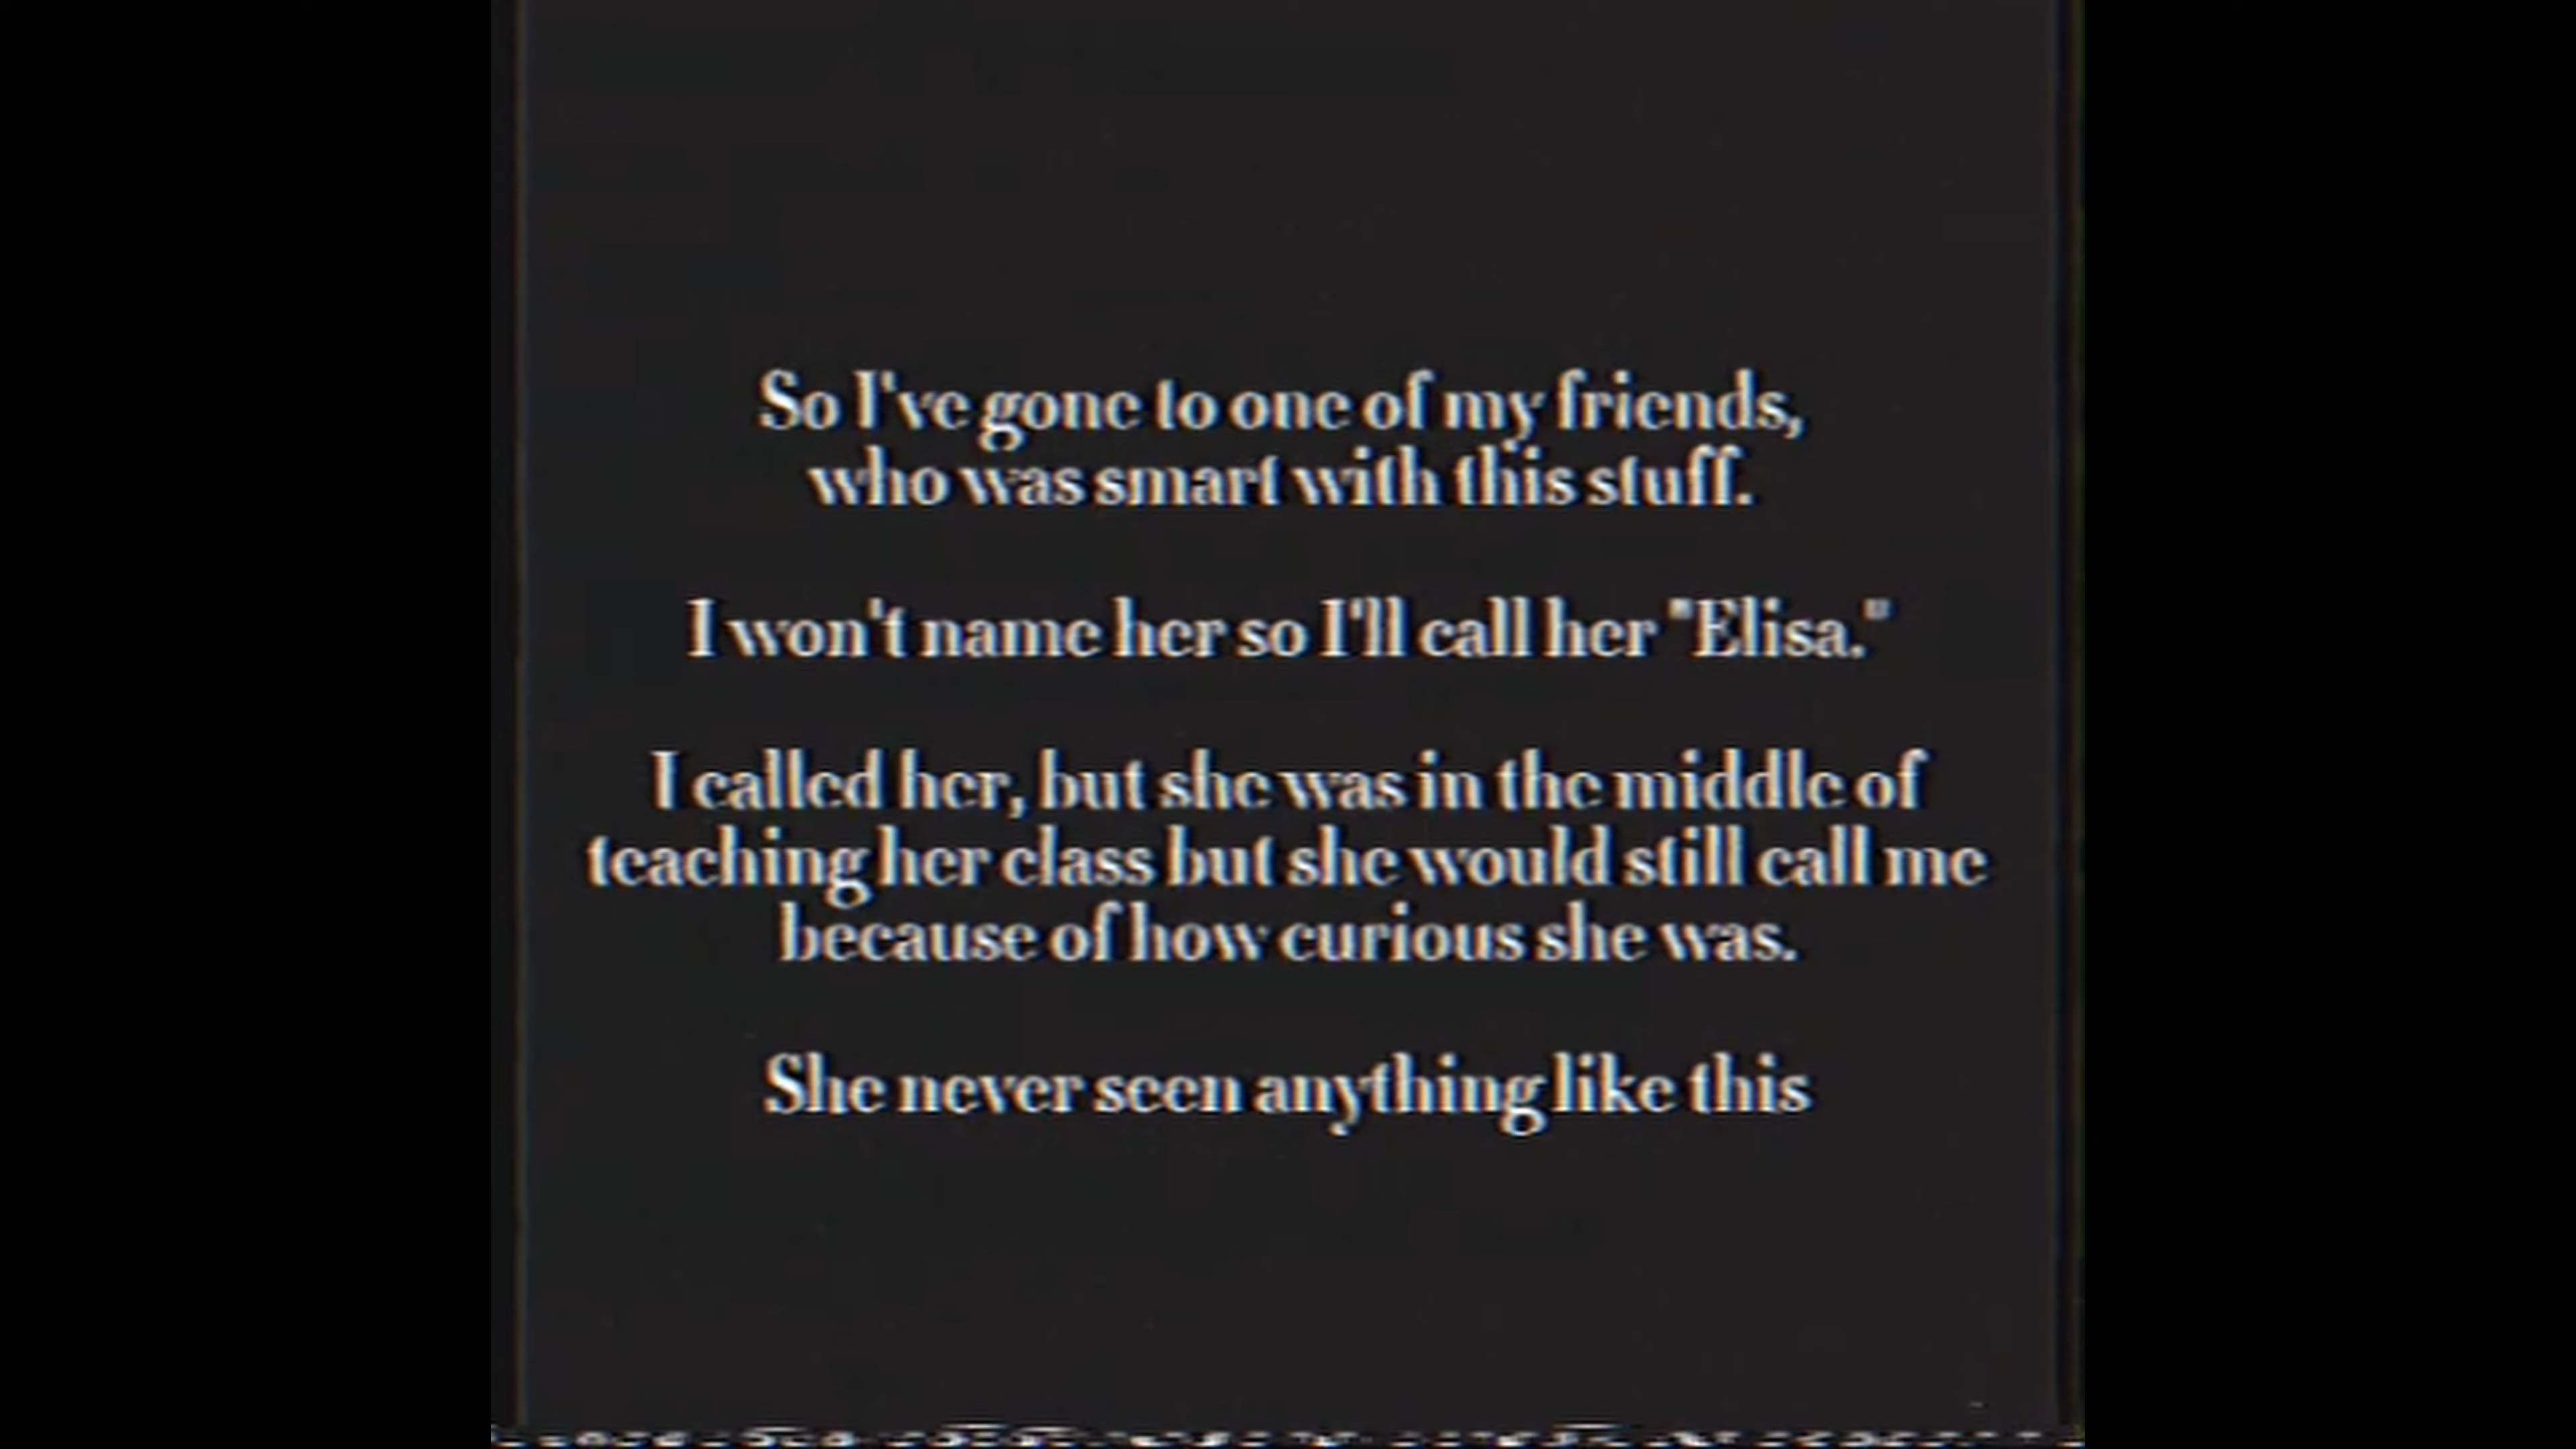 So I've gone to one of my friends,
who was smart with this stuff.
I won't name her so I'll call her "Elisa."
I called her, but she was in the middle of
teaching her class but she would still call me
because of how curious she was.
She never seen anything like this